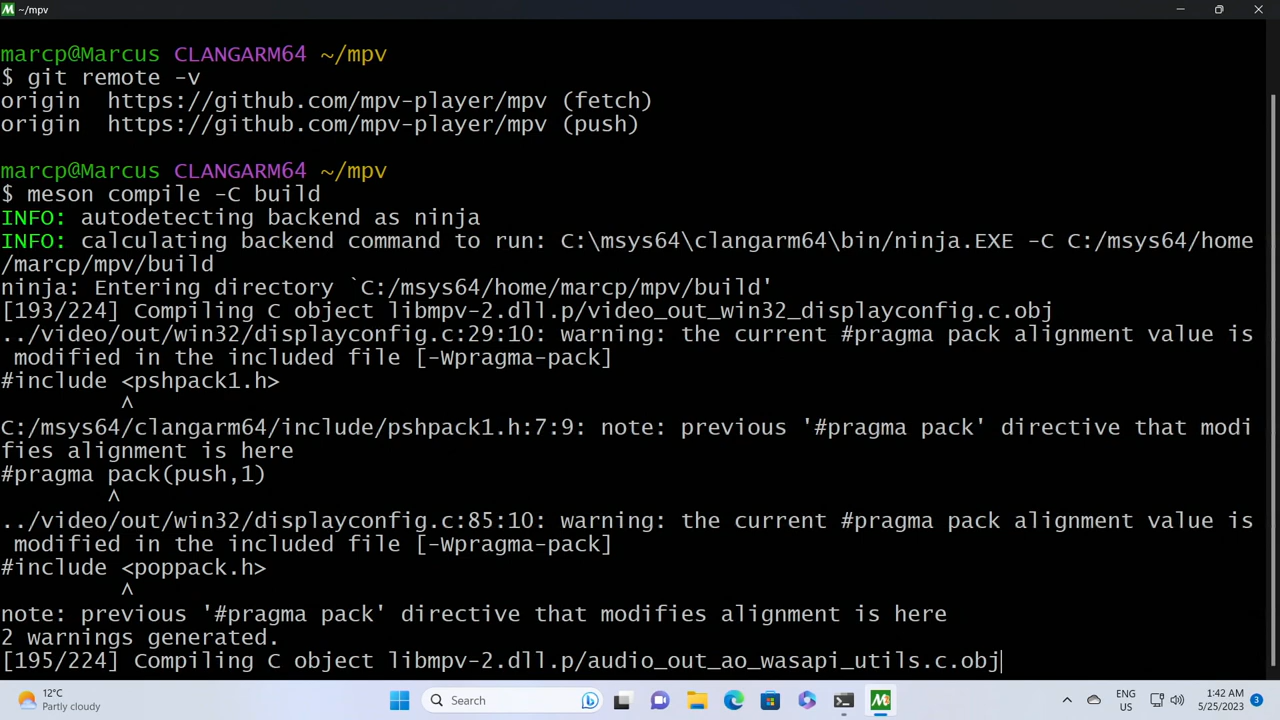 ~/mpv
marcp@Marcus CLANGARM64 ~/mpv
$ git remote -v
origin  https://github.com/mpv-player/mpv (fetch)
origin  https://github.com/mpv-player/mpv (push)
marcp@Marcus CLANGARM64 ~/mpv
$ meson compile -C build
INFO: autodetecting backend as ninja
INFO: calculating backend command to run: C:\msys64\clangarm64\bin/ninja.EXE -C C:/msys64/home
/marcp/mpv/build
ninja: Entering directory `C:/msys64/home/marcp/mpv/build'
[193/224] Compiling C object libmpv-2.dll.p/video_out_win32_displayconfig.c.obj
../video/out/win32/displayconfig.c:29:10: warning: the current #pragma pack alignment value is
 modified in the included file [-Wpragma-pack]
#include <pshpack1.h>
^
C:/msys64/clangarm64/include/pshpack1.h:7:9: note: previous '#pragma pack' directive that modi
fies alignment is here
#pragma pack(push,1)
^
../video/out/win32/displayconfig.c:85:10: warning: the current #pragma pack alignment value is
 modified in the included file [-Wpragma-pack]
#include <poppack.h>
^
note: previous '#pragma pack' directive that modifies alignment is here
2 warnings generated.
[195/224] Compiling C object libmpv-2.dll.p/audio_out_ao_wasapi_utils.c.obj
12°C
Partly cloudy
Search
ENG
US
1:42 AM
5/25/2023
3